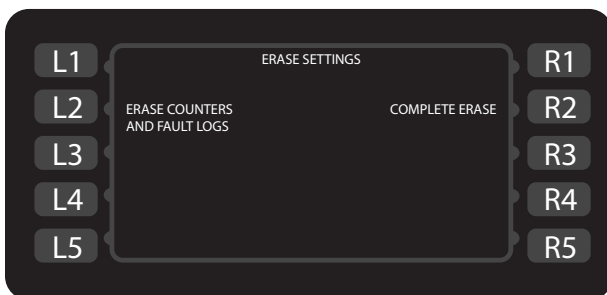 ERASE SETTINGS
L1 R1
L2 ERASE COUNTERS COMPLETE ERASE R2
AND FAULT LOGS
L3 R3
L4 R4
L5 R5